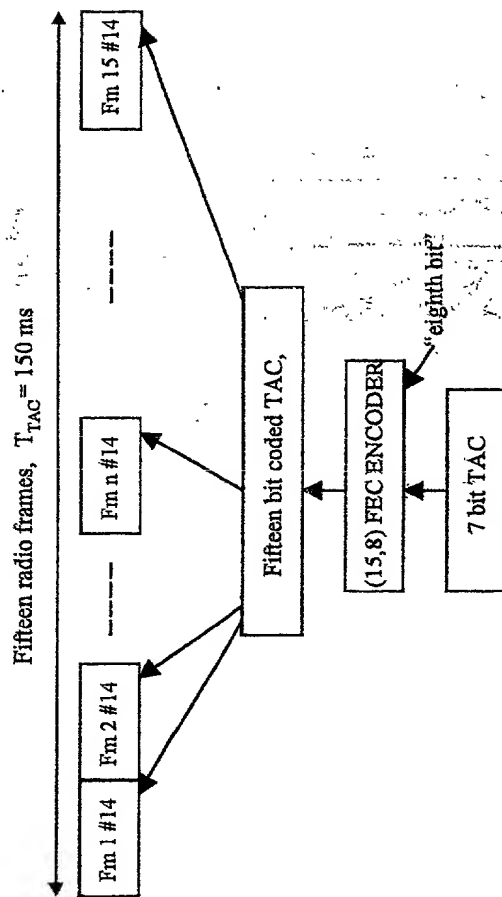 Fifteen radio frames, T_TAC = 150 ms
Fm 1 #14
Fm 2 #14
Fm n #14
Fm 15 #14
Fifteen bit coded TAC,
(15,8) FEC ENCODER
"eighth bit"
7 bit TAC